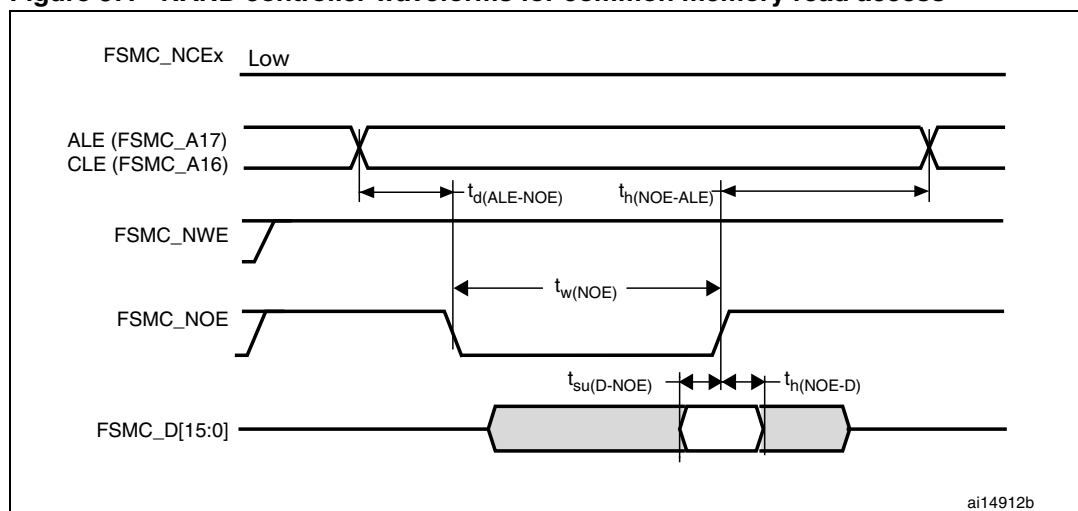 Figure NAND controller waveforms for common memory read access
FSMC_NCEx Low
ALE (FSMC_A17)
CLE (FSMC_A16)
td(ALE-NOE) th(NOE-ALE)
FSMC_NWE
tw(NOE)
FSMC_NOE
tsu(D-NOE) th(NOE-D)
FSMC_D[15:0]
ai14912b